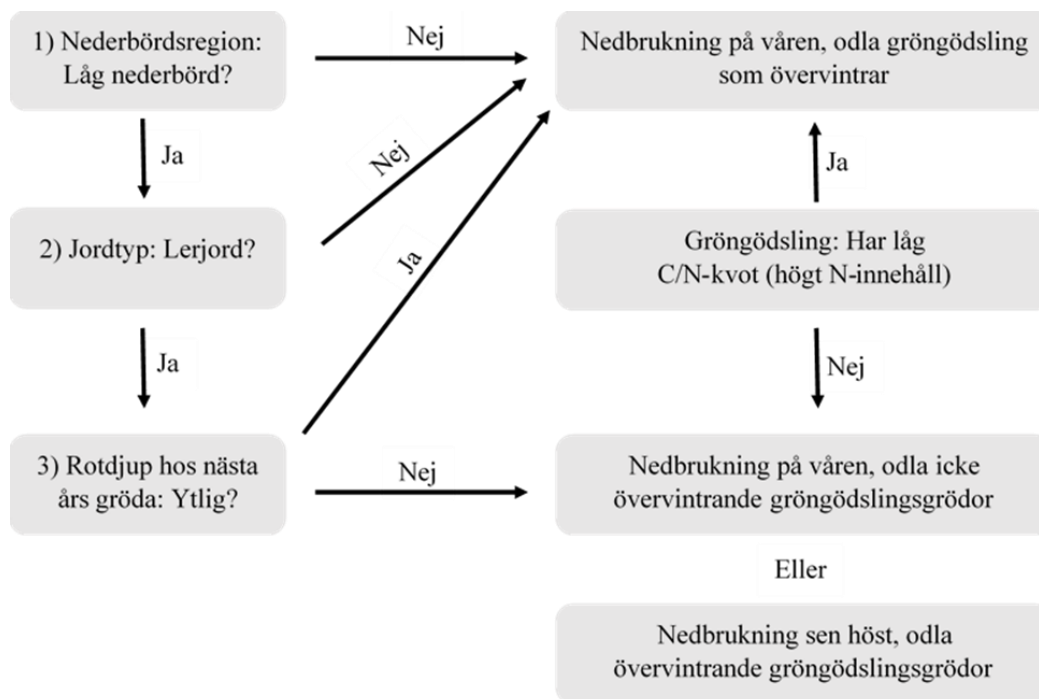 1) Nederbördsregion:
Låg nederbörd?
Nej
Nedbrukning på våren, odla gröngödsling
som övervintrar
Ja
Nej
Ja
Ja
2) Jordtyp: Lerjord?
Gröngödsling: Har låg
C/N-kvot (högt N-innehåll)
Ja
Nej
3) Rotdjup hos nästa
års gröda: Ytlig?
Nej
Nedbrukning på våren, odla icke
övervintrande gröngödslingsgrödor
Eller
Nedbrukning sen höst, odla
övervintrande gröngödslingsgrödor